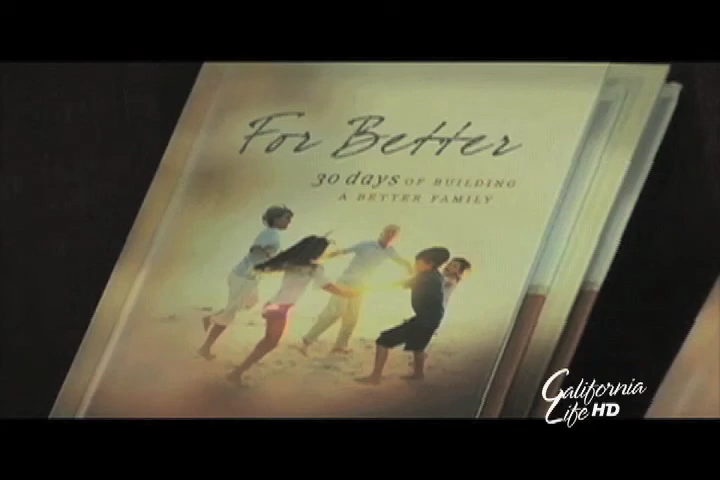 For Better
30 days OF BUILDING
A BETTER FAMILY
California
Life HD